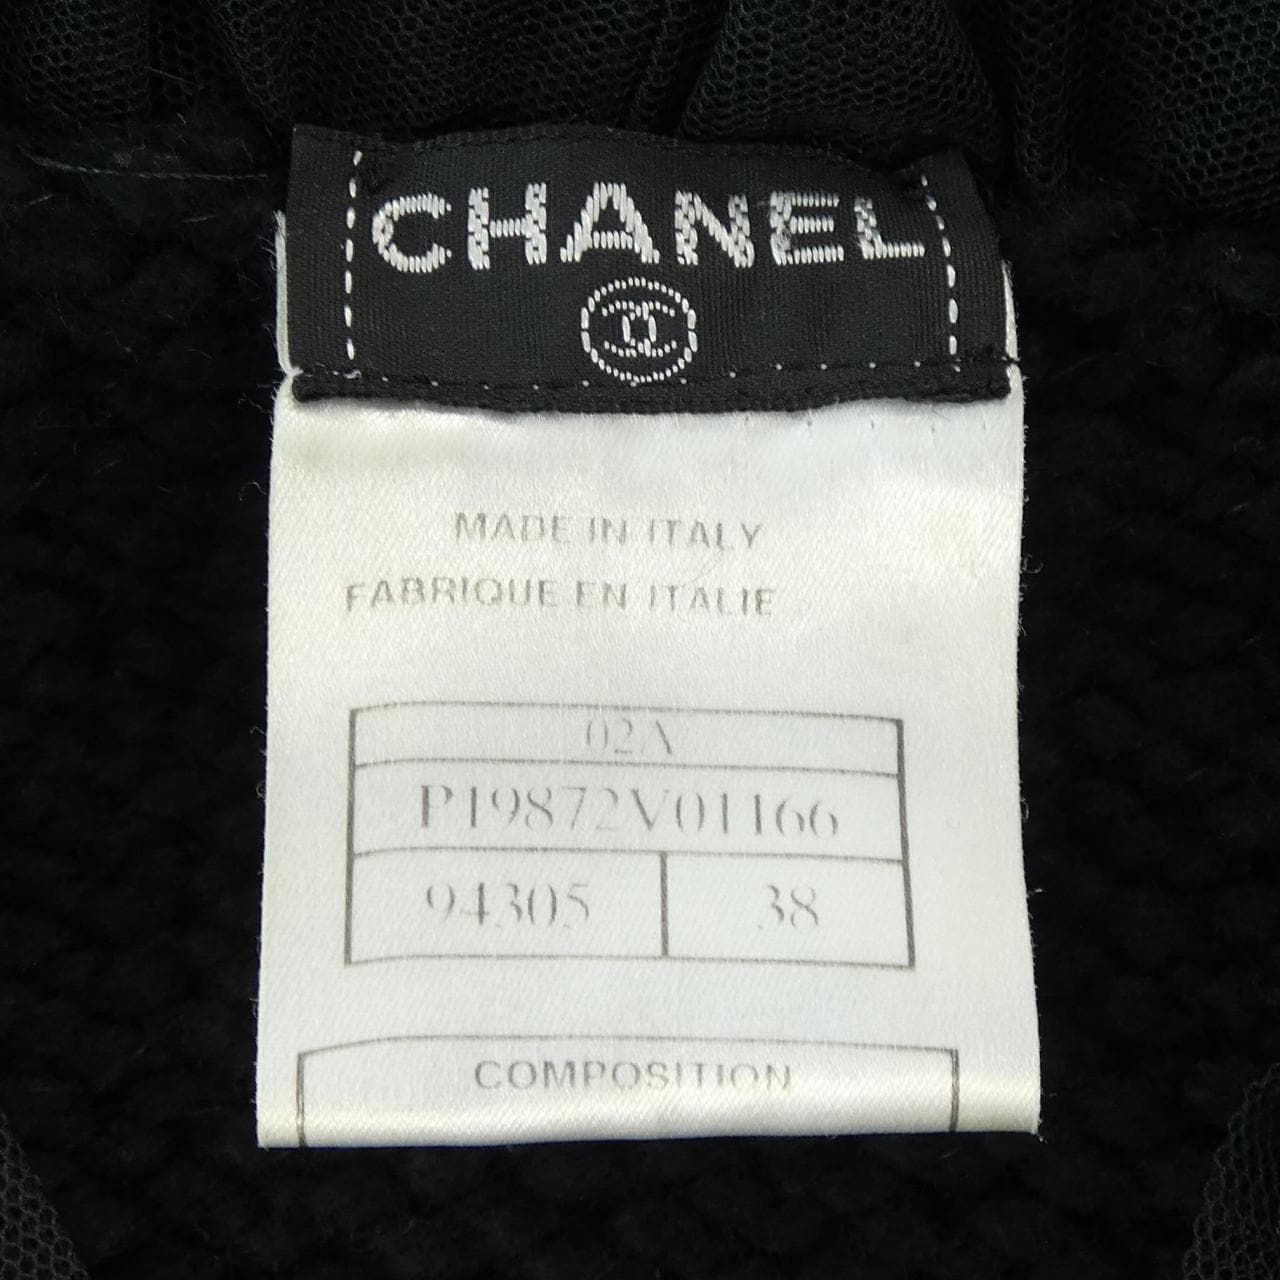 CHANEL
MADE IN ITALY
FABRIQUE EN ITALIE
02A
P19872V01166
94305 38
COMPOSITION